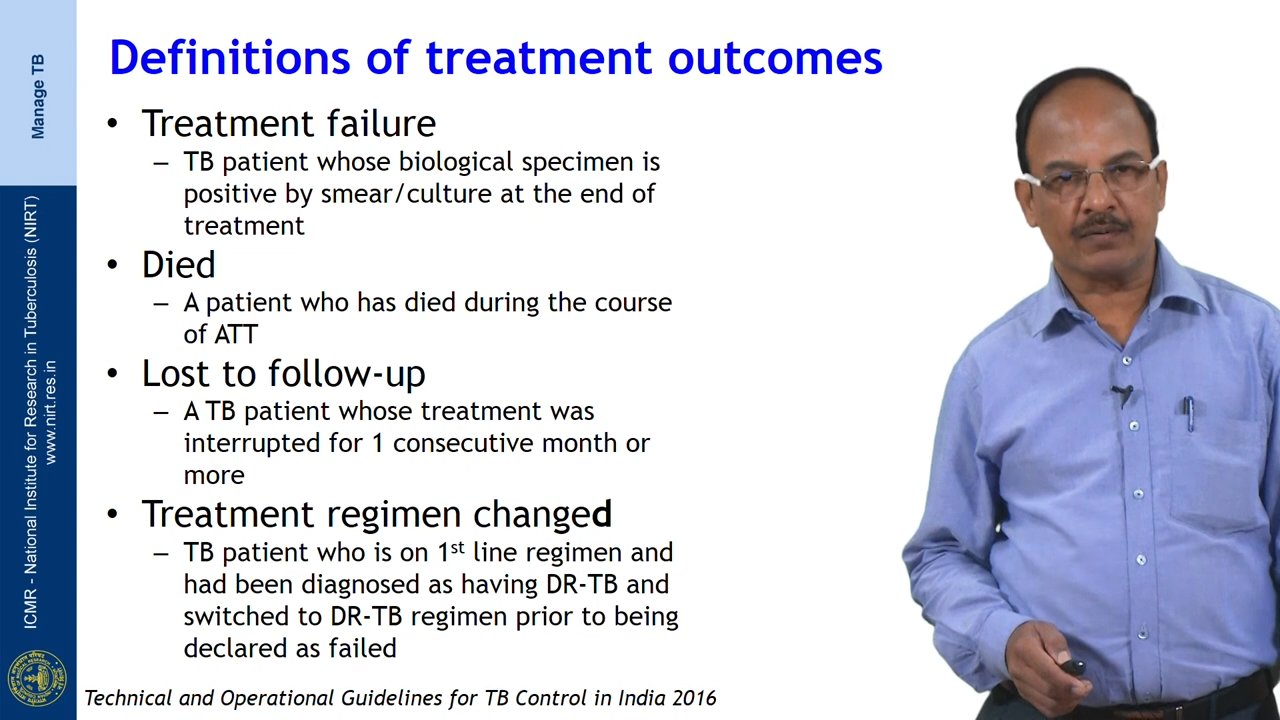 Manage TB
ICMR - National Institute for Research in Tuberculosis (NIRT)
www.nirt.res.in
Definitions of treatment outcomes
• Treatment failure
– TB patient whose biological specimen is
positive by smear/culture at the end of
treatment
• Died
– A patient who has died during the course
of ATT
• Lost to follow-up
– A TB patient whose treatment was
interrupted for 1 consecutive month or
more
• Treatment regimen changed
– TB patient who is on 1st line regimen and
had been diagnosed as having DR-TB and
switched to DR-TB regimen prior to being
declared as failed
Technical and Operational Guidelines for TB Control in India 2016